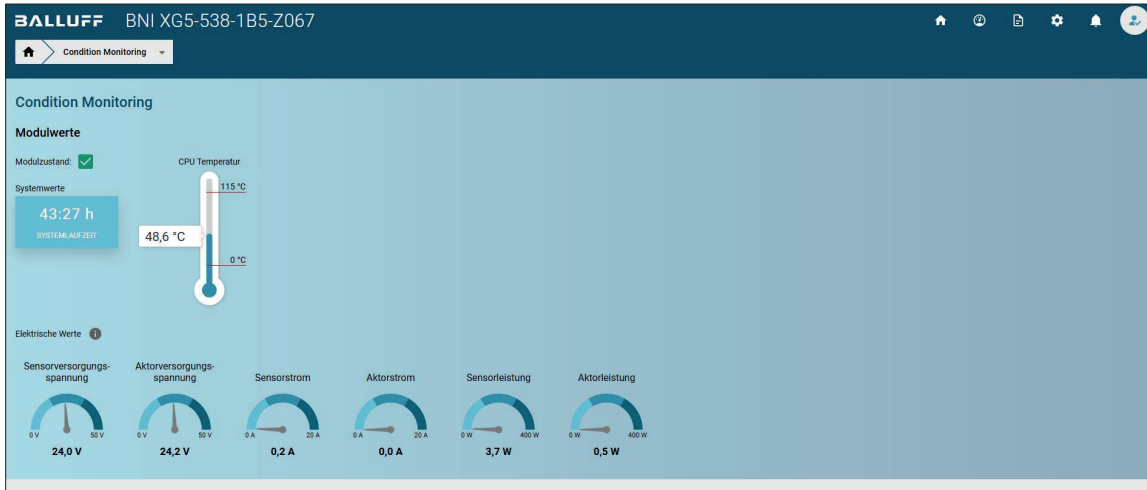 BALLUFF BNI XG5-538-1B5-Z067
Condition Monitoring
Condition Monitoring
Modulwerte
Modulzustand:
CPU Temperatur
115 °C
Systemwerte
43:27 h
SYSTEMLAUFZEIT
48,6 °C
0 °C
Elektrische Werte
Sensorversorgungs-
spannung
0 V 50 V
24,0 V
Aktorversorgungs-
spannung
0 V 50 V
24,2 V
Sensorstrom
0 A 20 A
0,2 A
Aktorstrom
0 A 20 A
0,0 A
Sensorleistung
0 W 400 W
3,7 W
Aktorleistung
0 W 400 W
0,5 W